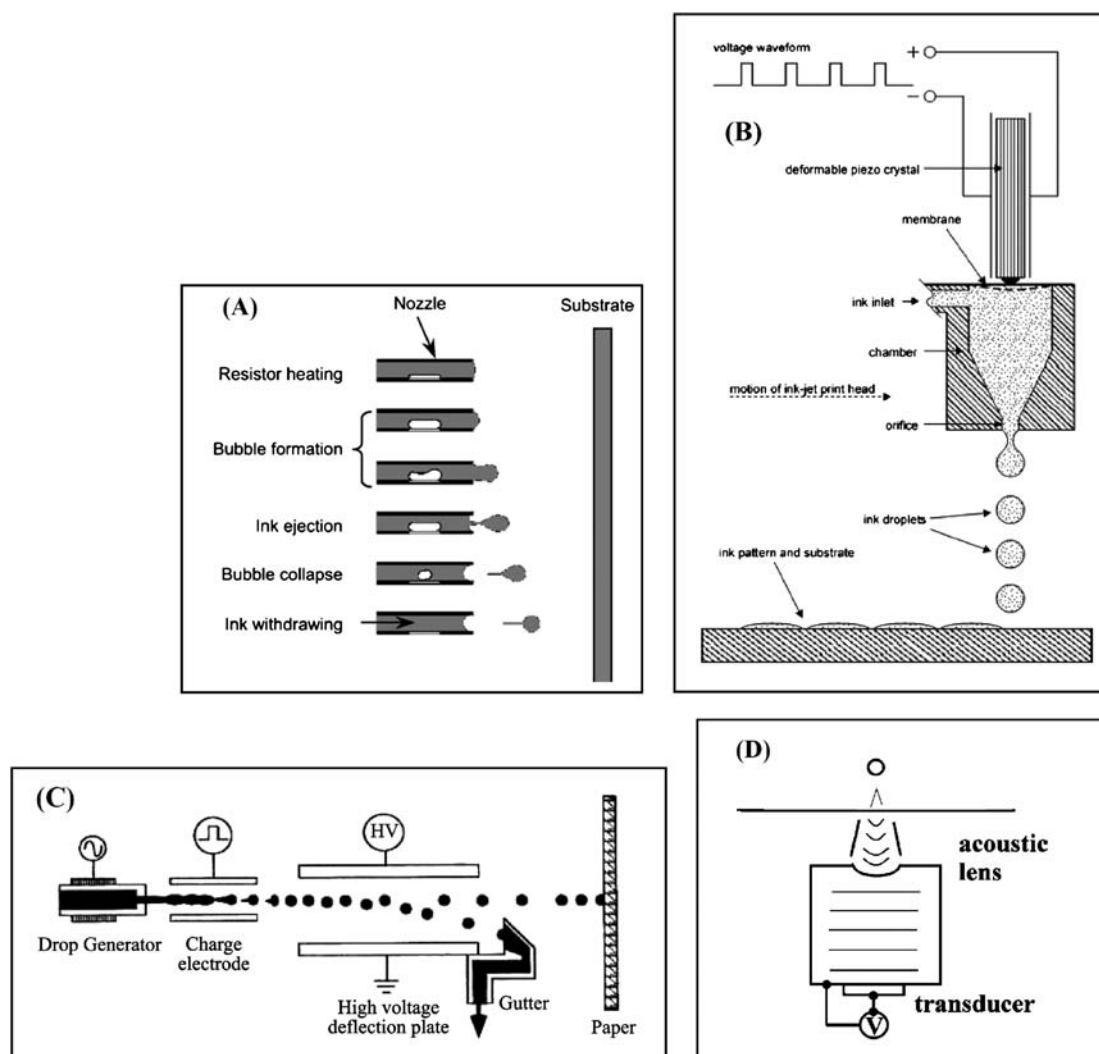 (A)
Nozzle
Substrate
Resistor heating
Bubble formation
Ink ejection
Bubble collapse
Ink withdrawing
voltage waveform
+
−
(B)
deformable piezo crystal
membrane
ink inlet
chamber
motion of ink-jet print head
orifice
ink droplets
ink pattern and substrate
(C)
HV
Drop Generator
Charge
electrode
High voltage
deflection plate
Gutter
Paper
(D)
acoustic
lens
transducer
V